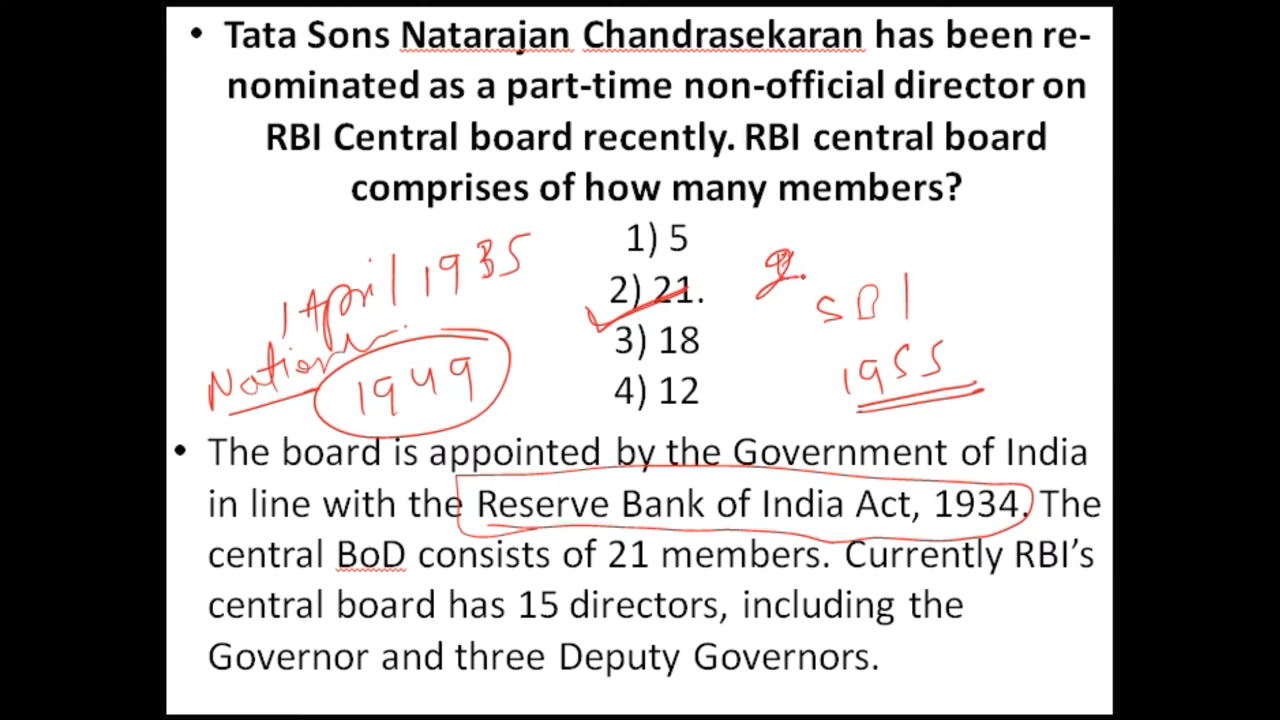 • Tata Sons Natarajan Chandrasekaran has been re-
nominated as a part-time non-official director on
RBI Central board recently. RBI central board
comprises of how many members?
1) 5
2) 21.
3) 18
4) 12
1 April 1935
Nation
1949
SBI
1955
• The board is appointed by the Government of India
in line with the Reserve Bank of India Act, 1934. The
central BoD consists of 21 members. Currently RBI’s
central board has 15 directors, including the
Governor and three Deputy Governors.